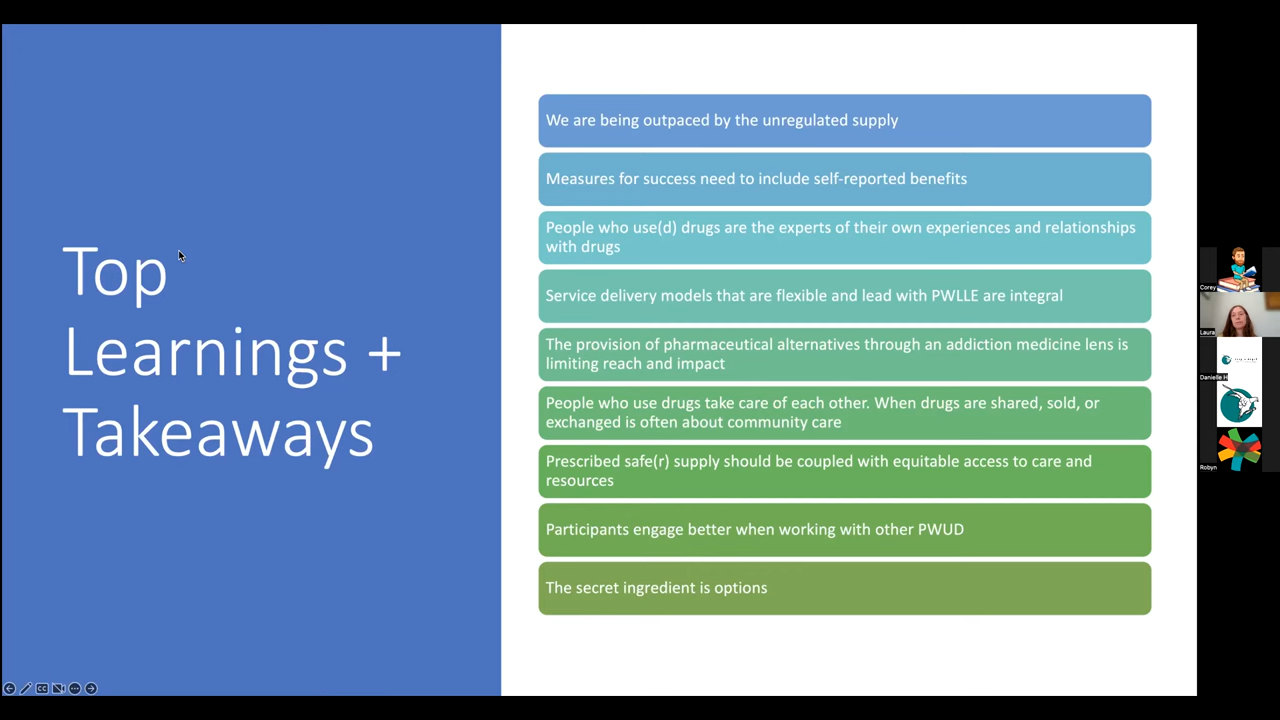 Top
Learnings +
Takeaways
We are being outpaced by the unregulated supply
Measures for success need to include self-reported benefits
People who use(d) drugs are the experts of their own experiences and relationships
with drugs
Service delivery models that are flexible and lead with PWLLE are integral
The provision of pharmaceutical alternatives through an addiction medicine lens is
limiting reach and impact
People who use drugs take care of each other. When drugs are shared, sold, or
exchanged is often about community care
Prescribed safe(r) supply should be coupled with equitable access to care and
resources
Participants engage better when working with other PWUD
The secret ingredient is options
Corey
Laura
Danielle H
Robyn